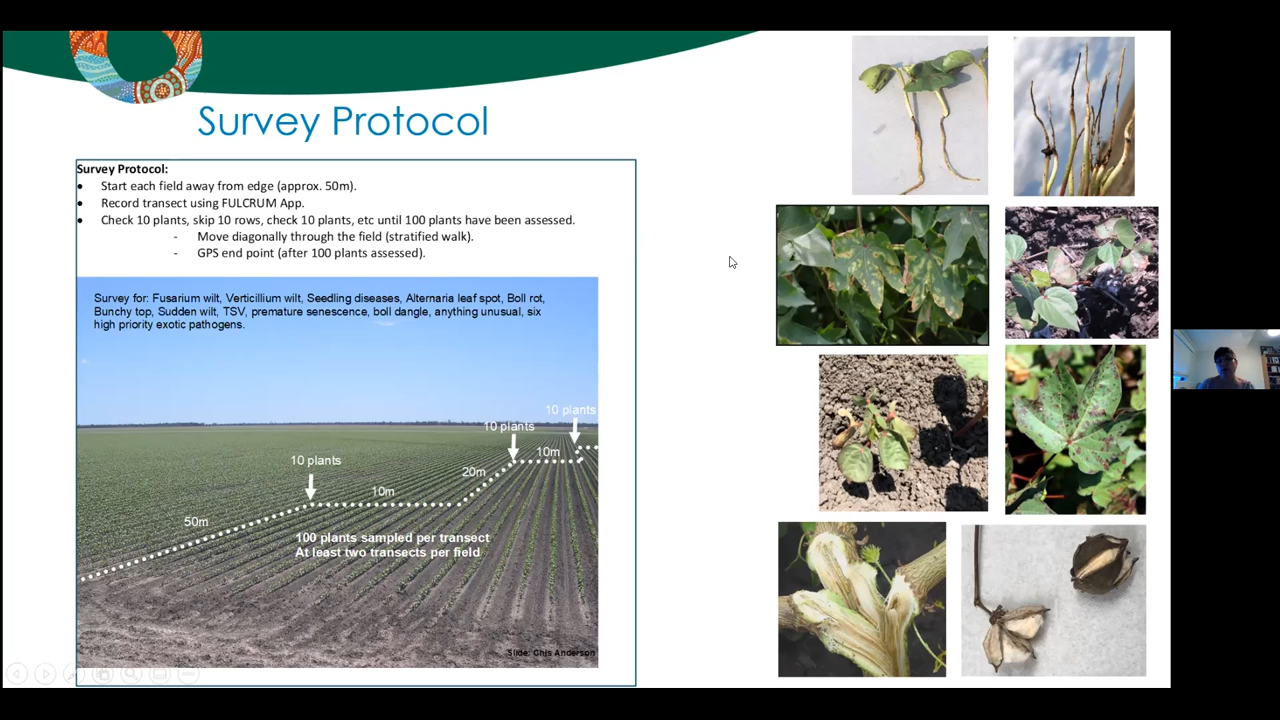 Survey Protocol
Survey Protocol:
● Start each field away from edge (approx. 50m).
● Record transect using FULCRUM App.
● Check 10 plants, skip 10 rows, check 10 plants, etc until 100 plants have been assessed.
- Move diagonally through the field (stratified walk).
- GPS end point (after 100 plants assessed).
Survey for: Fusarium wilt, Verticillium wilt, Seedling diseases, Alternaria leaf spot, Boll rot,
Bunchy top, Sudden wilt, TSV, premature senescence, boll dangle, anything unusual, six
high priority exotic pathogens.
10 plants
10 plants
10 plants
10m
20m
10m
50m
100 plants sampled per transect
At least two transects per field
Slide: Chis Anderson